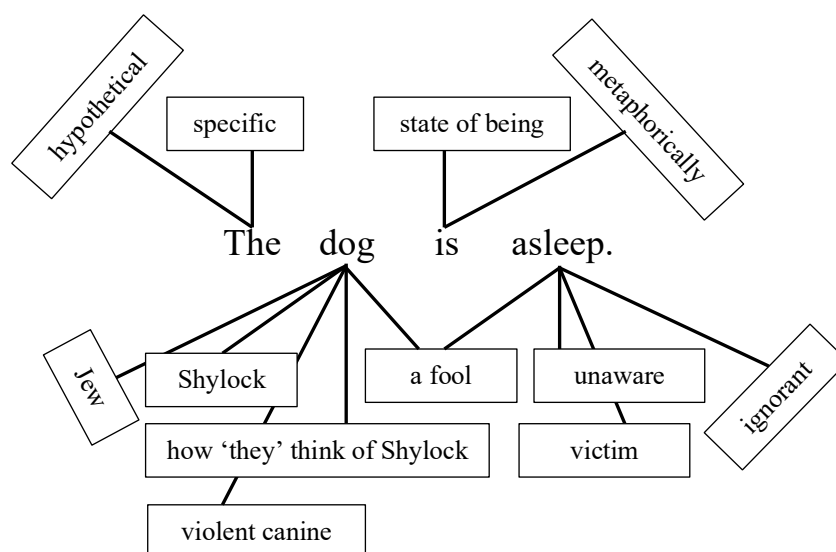 hypothetical
specific
state of being
metaphorically
The dog is asleep.
Jew
Shylock
a fool
unaware
ignorant
how ‘they’ think of Shylock
victim
violent canine